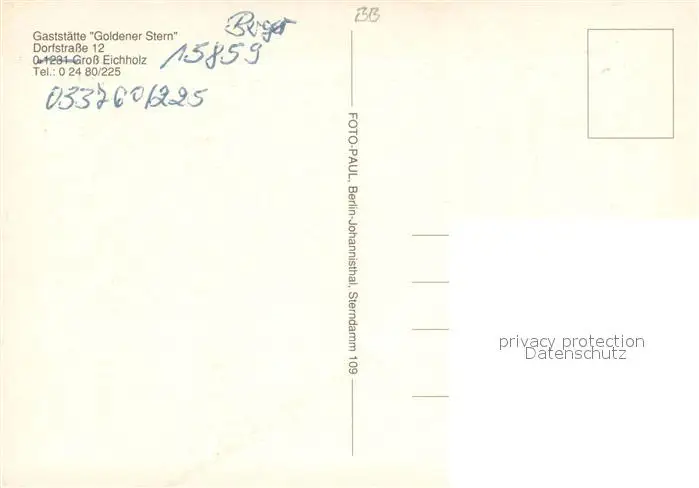 Gaststätte "Goldener Stern"
Dorfstraße 12
0-1231 Groß Eichholz
Tel.: 0 24 80/225
15859
033760/225
BB
FOTO-PAUL, Berlin-Johannisthal, Sterndamm 109
privacy protection
Datenschutz